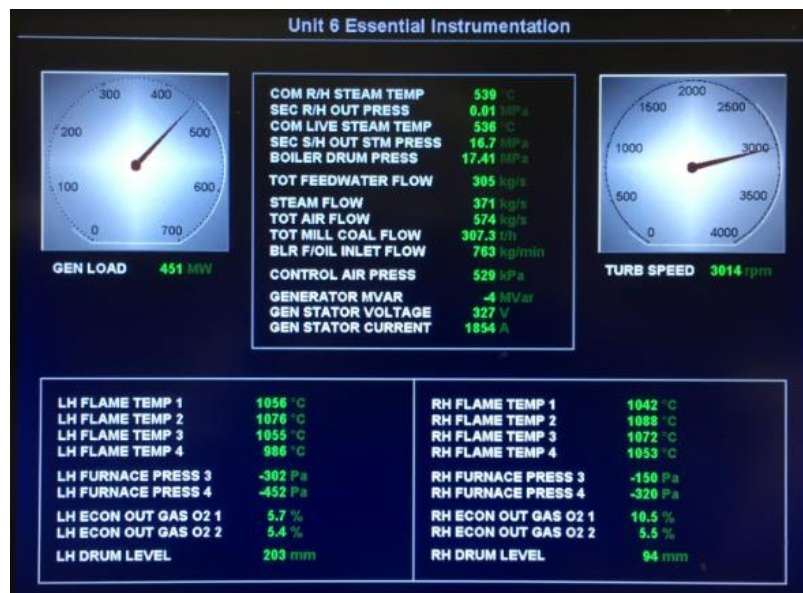 Unit 6 Essential Instrumentation
0 100 200 300 400 500 600 700
GEN LOAD 451 MW
COM R/H STEAM TEMP 539 °C
SEC R/H OUT PRESS 0.01 MPa
COM LIVE STEAM TEMP 536 °C
SEC S/H OUT STM PRESS 16.7 MPa
BOILER DRUM PRESS 17.41 MPa
TOT FEEDWATER FLOW 305 kg/s
STEAM FLOW 371 kg/s
TOT AIR FLOW 574 kg/s
TOT MILL COAL FLOW 307.3 t/h
BLR F/OIL INLET FLOW 763 kg/min
CONTROL AIR PRESS 529 kPa
GENERATOR MVAR -4 MVar
GEN STATOR VOLTAGE 327 V
GEN STATOR CURRENT 1854 A
0 500 1000 1500 2000 2500 3000 3500 4000
TURB SPEED 3014 rpm
LH FLAME TEMP 1 1056 °C
LH FLAME TEMP 2 1076 °C
LH FLAME TEMP 3 1055 °C
LH FLAME TEMP 4 986 °C
LH FURNACE PRESS 3 -302 Pa
LH FURNACE PRESS 4 -452 Pa
LH ECON OUT GAS O2 1 5.7 %
LH ECON OUT GAS O2 2 5.4 %
LH DRUM LEVEL 203 mm
RH FLAME TEMP 1 1042 °C
RH FLAME TEMP 2 1088 °C
RH FLAME TEMP 3 1072 °C
RH FLAME TEMP 4 1053 °C
RH FURNACE PRESS 3 -150 Pa
RH FURNACE PRESS 4 -320 Pa
RH ECON OUT GAS O2 1 10.5 %
RH ECON OUT GAS O2 2 5.5 %
RH DRUM LEVEL 94 mm